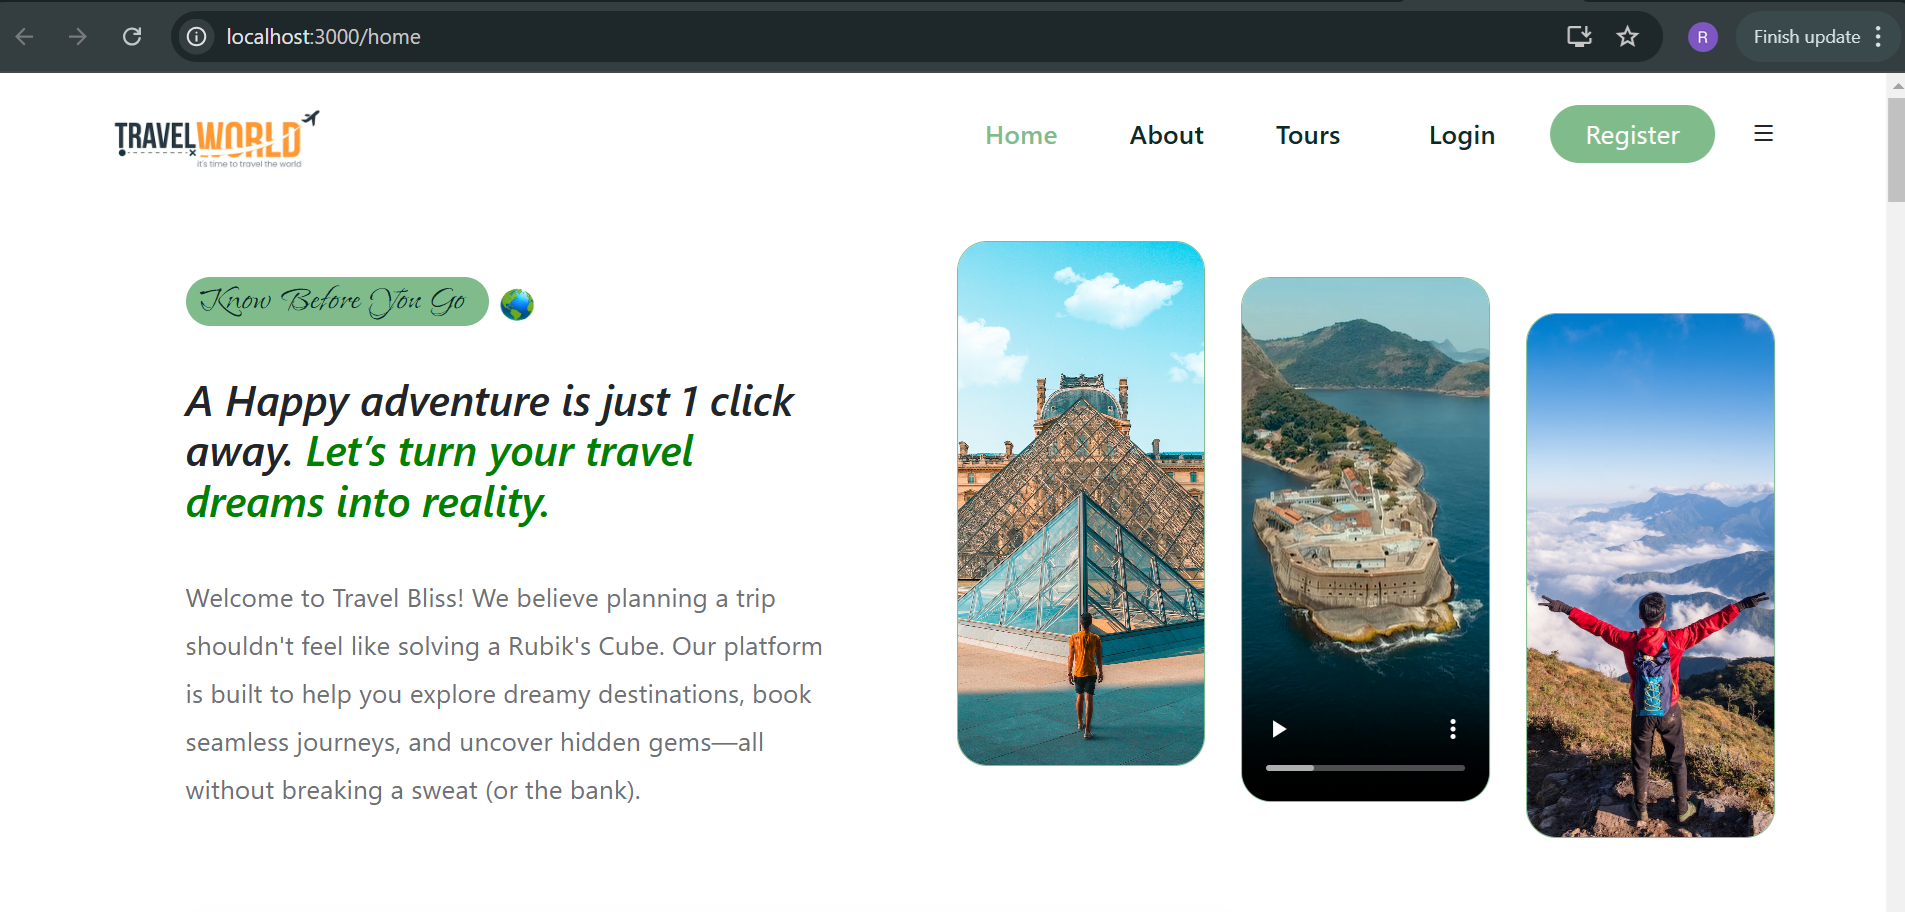 localhost:3000/home
R
Finish update
TRAVELWORLD
it's time to travel the world
Home About Tours Login Register
Know Before You Go
A Happy adventure is just 1 click
away. Let’s turn your travel
dreams into reality.
Welcome to Travel Bliss! We believe planning a trip
shouldn't feel like solving a Rubik's Cube. Our platform
is built to help you explore dreamy destinations, book
seamless journeys, and uncover hidden gems—all
without breaking a sweat (or the bank).